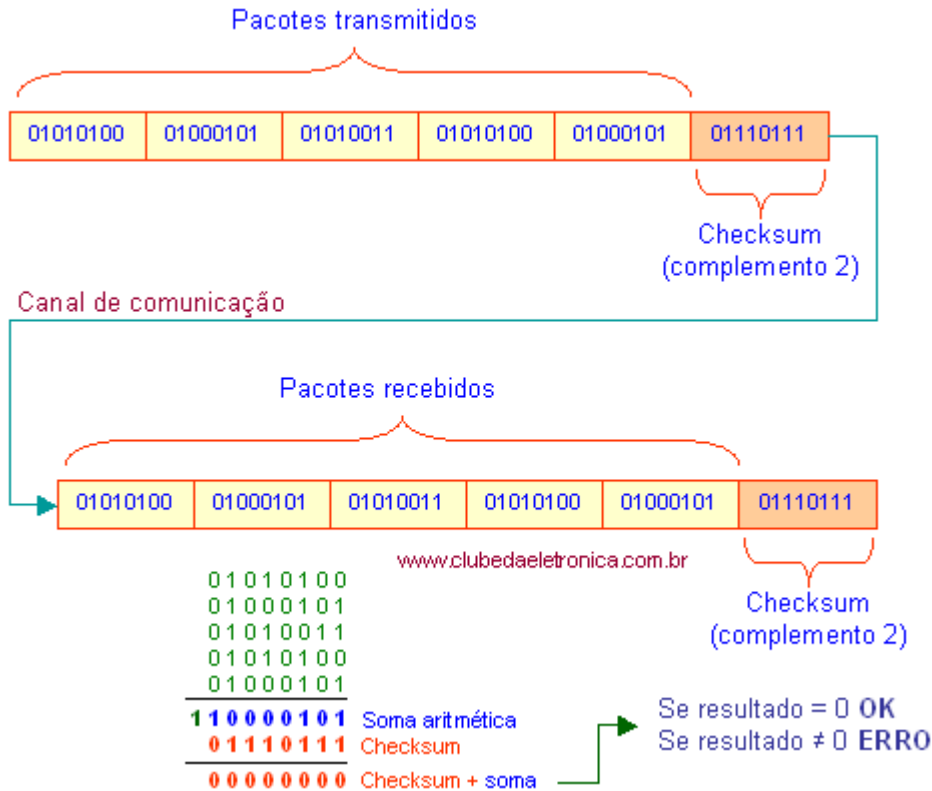 Pacotes transmitidos
01010100 01000101 01010011 01010100 01000101 01110111
Checksum
(complemento 2)
Canal de comunicação
Pacotes recebidos
01010100 01000101 01010011 01010100 01000101 01110111
www.clubedaeletronica.com.br
Checksum
(complemento 2)
01010100
01000101
01010011
01010100
01000101
110000101 Soma aritmética
01110111 Checksum
00000000 Checksum + soma
Se resultado = 0 OK
Se resultado ≠ 0 ERRO